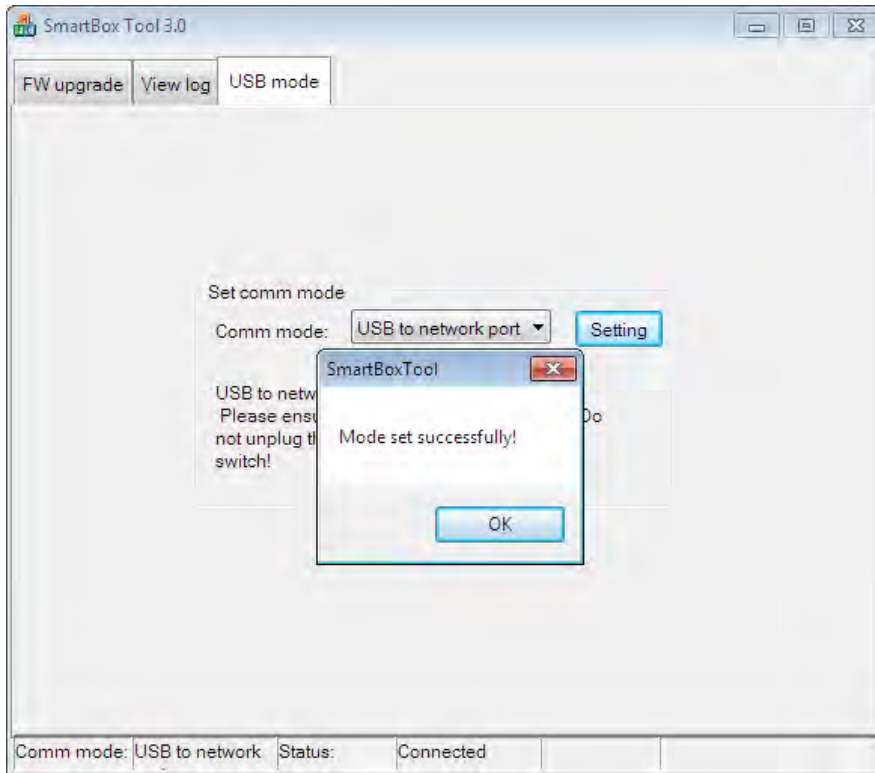 SmartBox Tool 3.0
FW upgrade View log USB mode
Set comm mode
Comm mode: USB to network port Setting
SmartBoxTool
USB to netw
Please ensu Do
not unplug th
switch!
Mode set successfully!
OK
Comm mode: USB to network Status: Connected